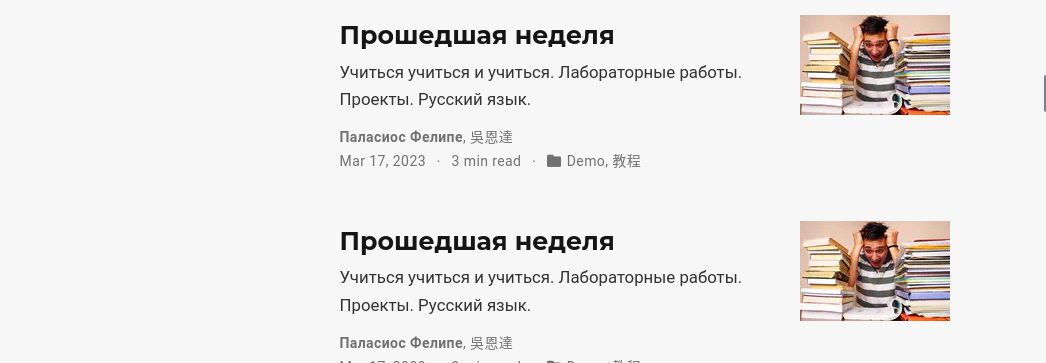 Прошедшая неделя
Учиться учиться и учиться. Лабораторные работы.
Проекты. Русский язык.
Паласиос Фелипе, 吳恩達
Mar 17, 2023 · 3 min read · Demo, 教程
Прошедшая неделя
Учиться учиться и учиться. Лабораторные работы.
Проекты. Русский язык.
Паласиос Фелипе, 吳恩達